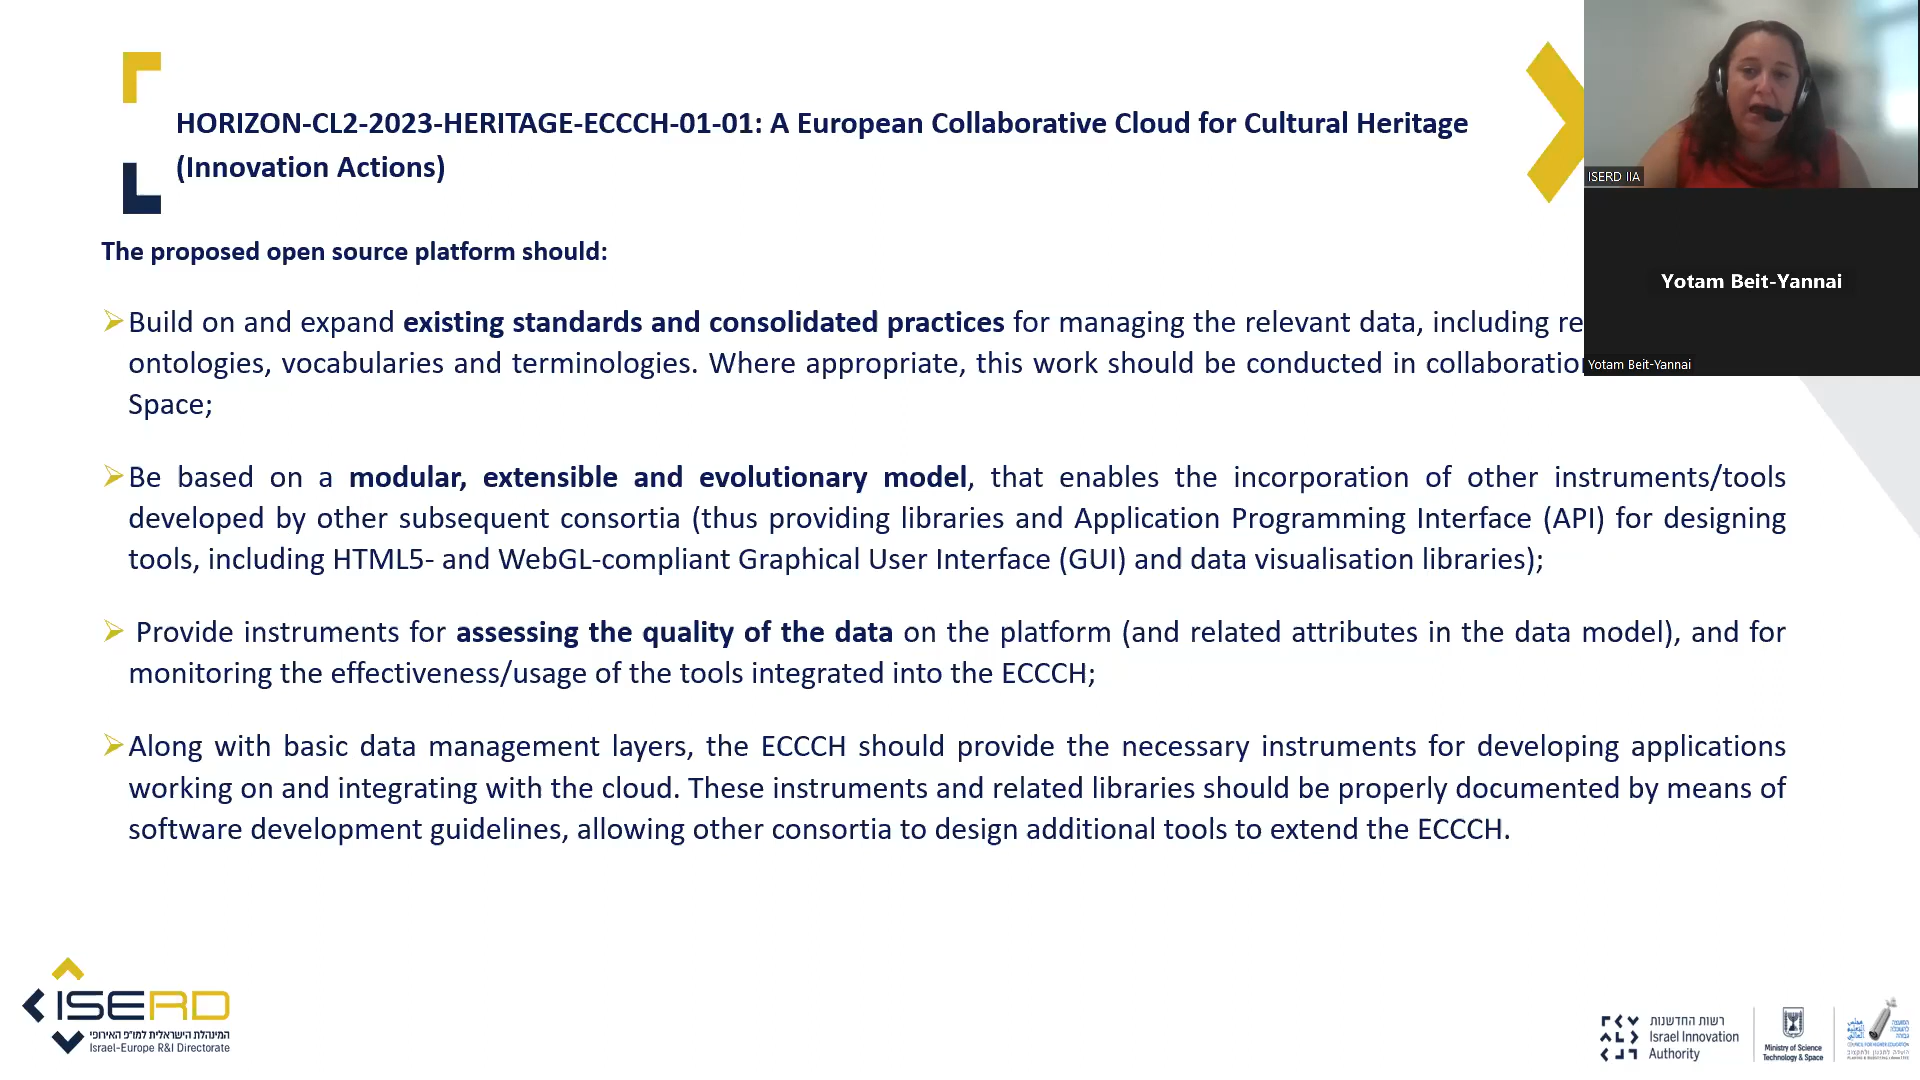 HORIZON-CL2-2023-HERITAGE-ECCCH-01-01: A European Collaborative Cloud for Cultural Heritage
(Innovation Actions)
ISERD IIA
Yotam Beit-Yannai
Yotam Beit-Yannai
The proposed open source platform should:
Build on and expand existing standards and consolidated practices for managing the relevant data, including
ontologies, vocabularies and terminologies. Where appropriate, this work should be conducted in
Space;
Be based on a modular, extensible and evolutionary model, that enables the incorporation of other instruments/tools
developed by other subsequent consortia (thus providing libraries and Application Programming Interface (API) for designing
tools, including HTML5- and WebGL-compliant Graphical User Interface (GUI) and data visualisation libraries);
Provide instruments for assessing the quality of the data on the platform (and related attributes in the data model), and for
monitoring the effectiveness/usage of the tools integrated into the ECCCH;
Along with basic data management layers, the ECCCH should provide the necessary instruments for developing applications
working on and integrating with the cloud. These instruments and related libraries should be properly documented by means of
software development guidelines, allowing other consortia to design additional tools to extend the ECCCH.
ISERD
המינהלת הישראלית למו"פ האירופי
Israel-Europe R&I Directorate
רשות החדשנות
Israel Innovation
Authority
Ministry of Science
Technology & Space